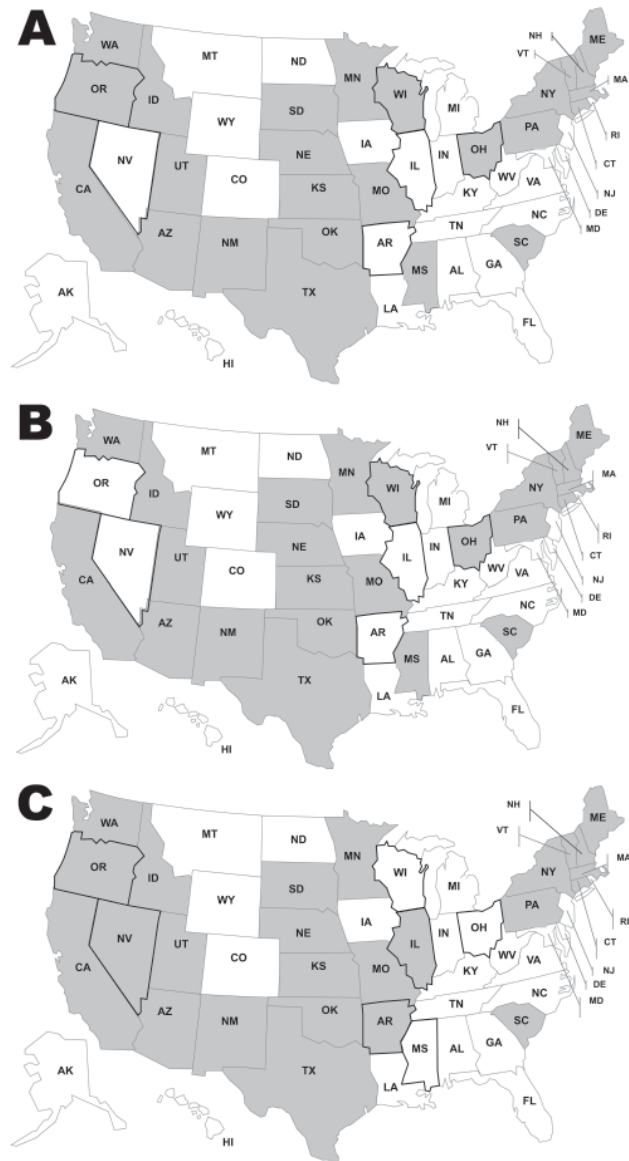 A
WA
MT
ND
MN
OR
ID
WY
SD
WI
MI
NH
VT
ME
NY
MA
RI
CT
NJ
DE
MD
PA
NV
UT
CO
NE
IA
IL
IN
OH
WV
VA
CA
AZ
NM
KS
MO
KY
NC
TN
OK
AR
SC
MS
AL
GA
TX
LA
FL
AK
HI
B
WA
MT
ND
MN
OR
ID
WY
SD
WI
MI
NH
VT
ME
NY
MA
RI
CT
NJ
DE
MD
PA
NV
UT
CO
NE
IA
IL
IN
OH
WV
VA
CA
AZ
NM
KS
MO
KY
NC
TN
OK
AR
SC
MS
AL
GA
TX
LA
FL
AK
HI
C
WA
MT
ND
MN
OR
ID
WY
SD
WI
MI
NH
VT
ME
NY
MA
RI
CT
NJ
DE
MD
PA
NV
UT
CO
NE
IA
IL
IN
OH
WV
VA
CA
AZ
NM
KS
MO
KY
NC
TN
OK
AR
SC
MS
AL
GA
TX
LA
FL
AK
HI